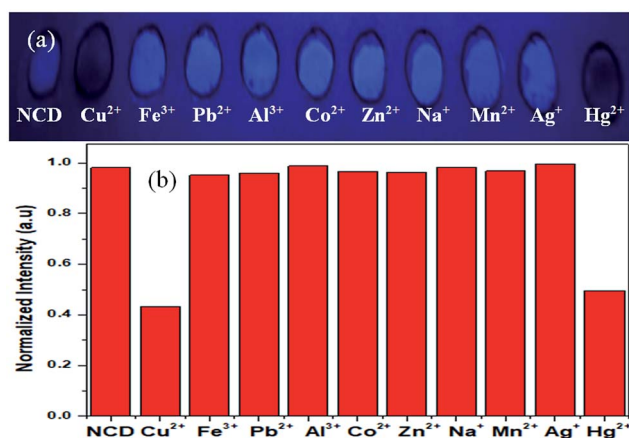 (a)
NCD Cu²⁺ Fe³⁺ Pb²⁺ Al³⁺ Co²⁺ Zn²⁺ Na⁺ Mn²⁺ Ag⁺ Hg²⁺
(b)
Normalized Intensity (a.u)
1.0
0.8
0.6
0.4
0.2
0.0
NCD Cu²⁺ Fe³⁺ Pb²⁺ Al³⁺ Co²⁺ Zn²⁺ Na⁺ Mn²⁺ Ag⁺ Hg²⁺